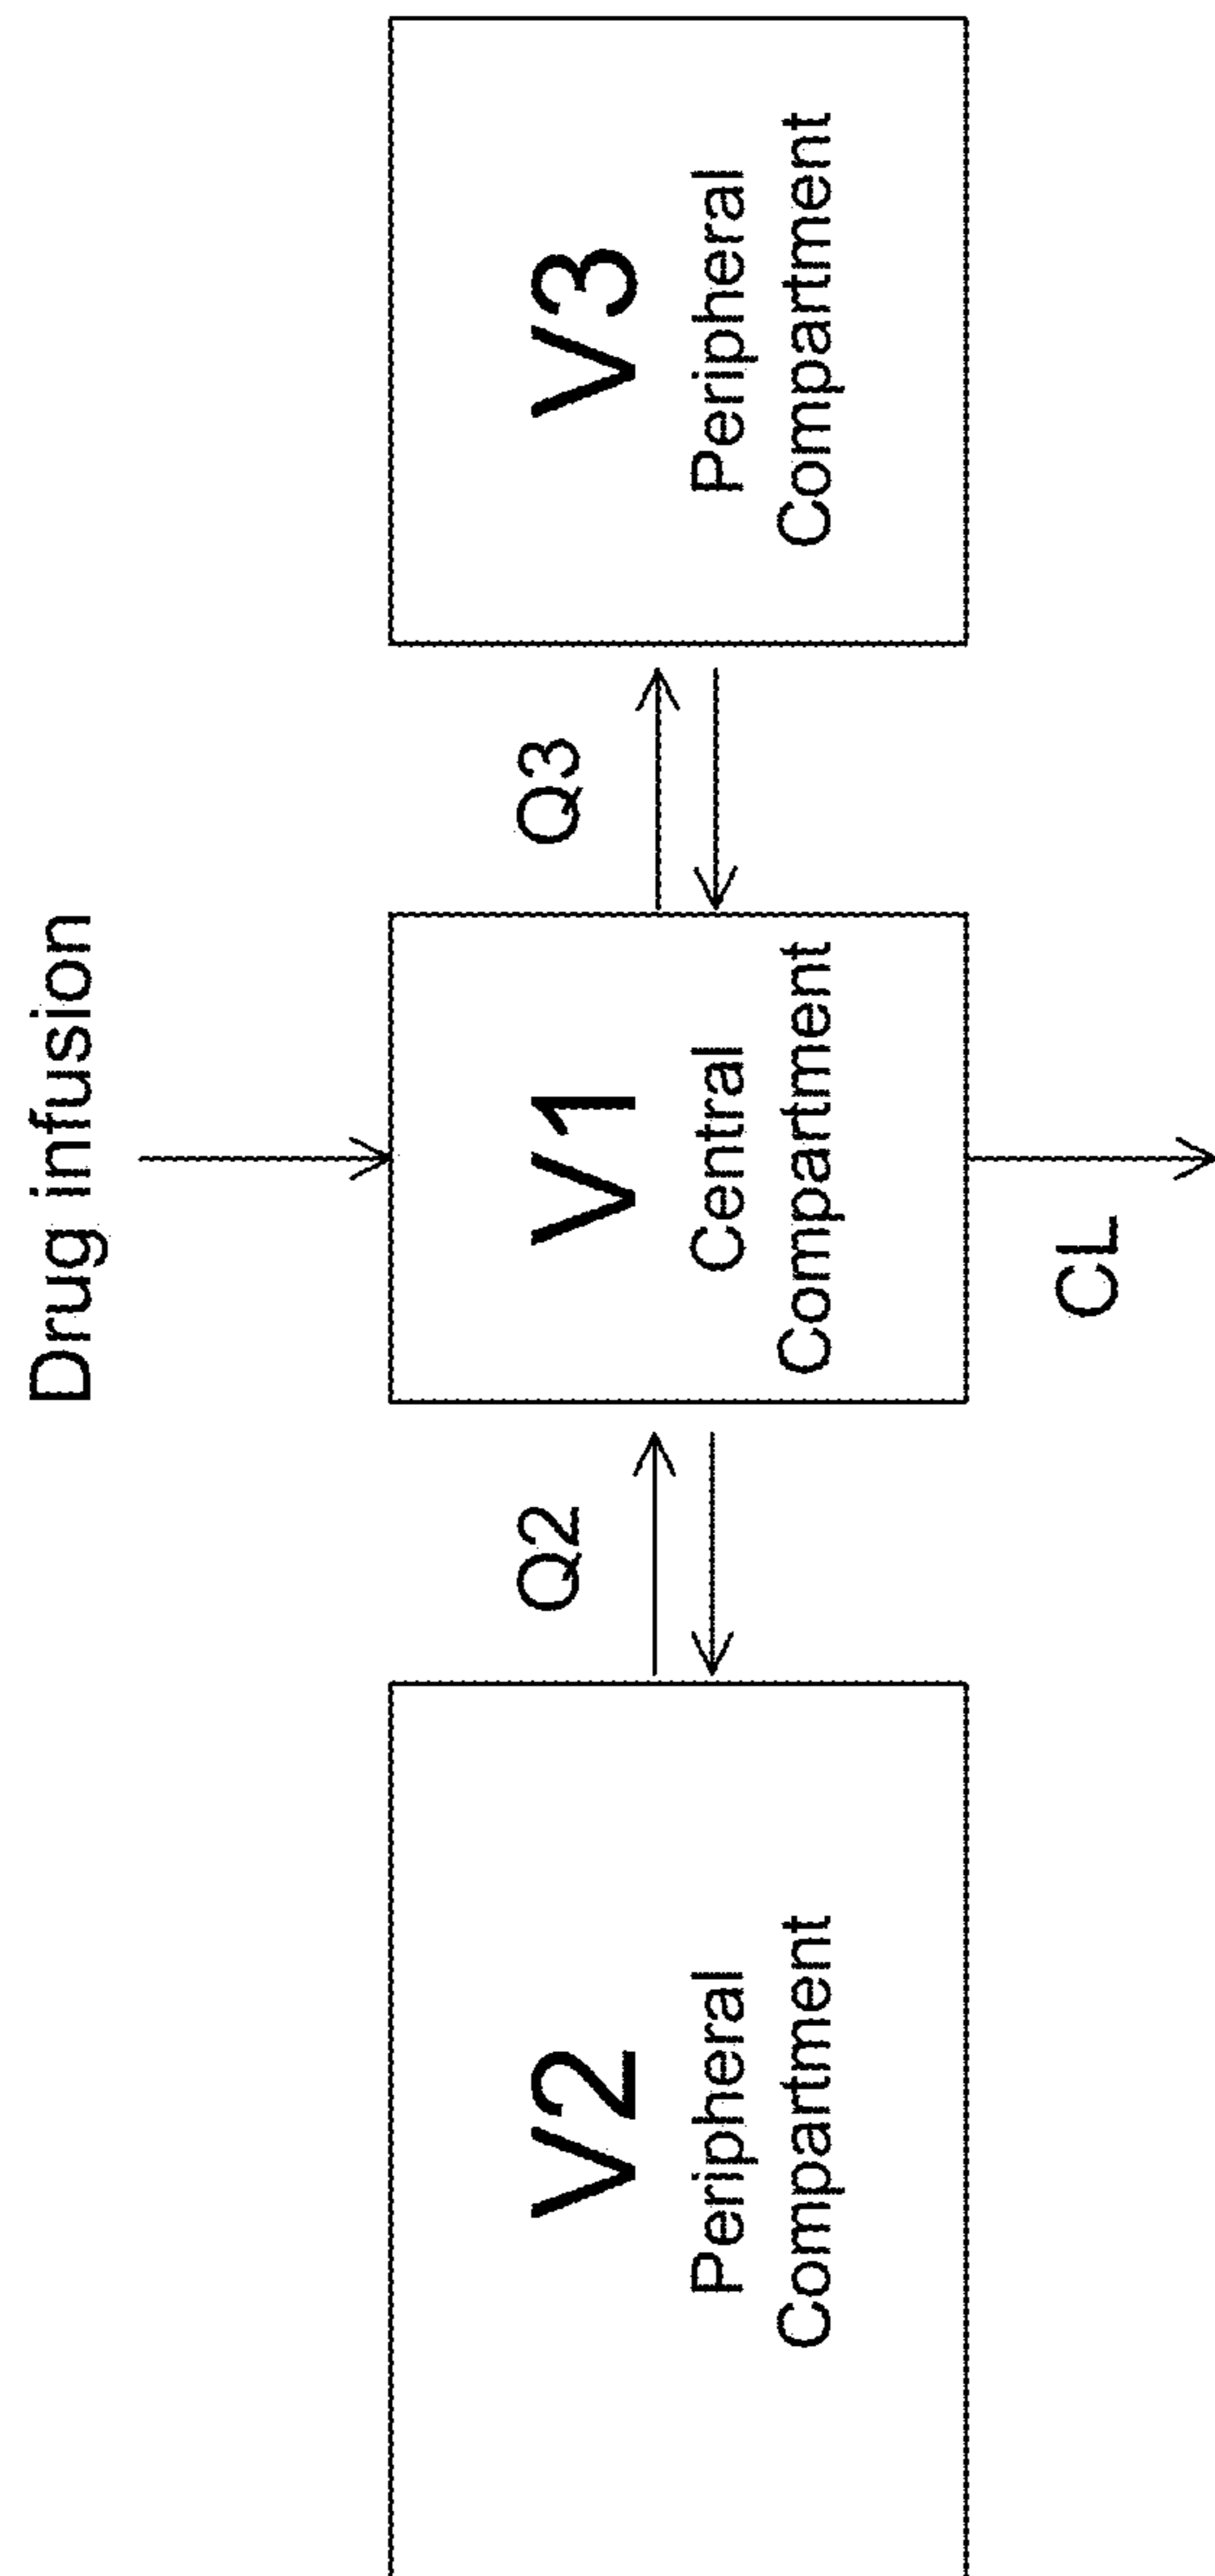 Drug infusion
Q2
Q3
V2
Peripheral
Compartment
V1
Central
Compartment
V3
Peripheral
Compartment
CL